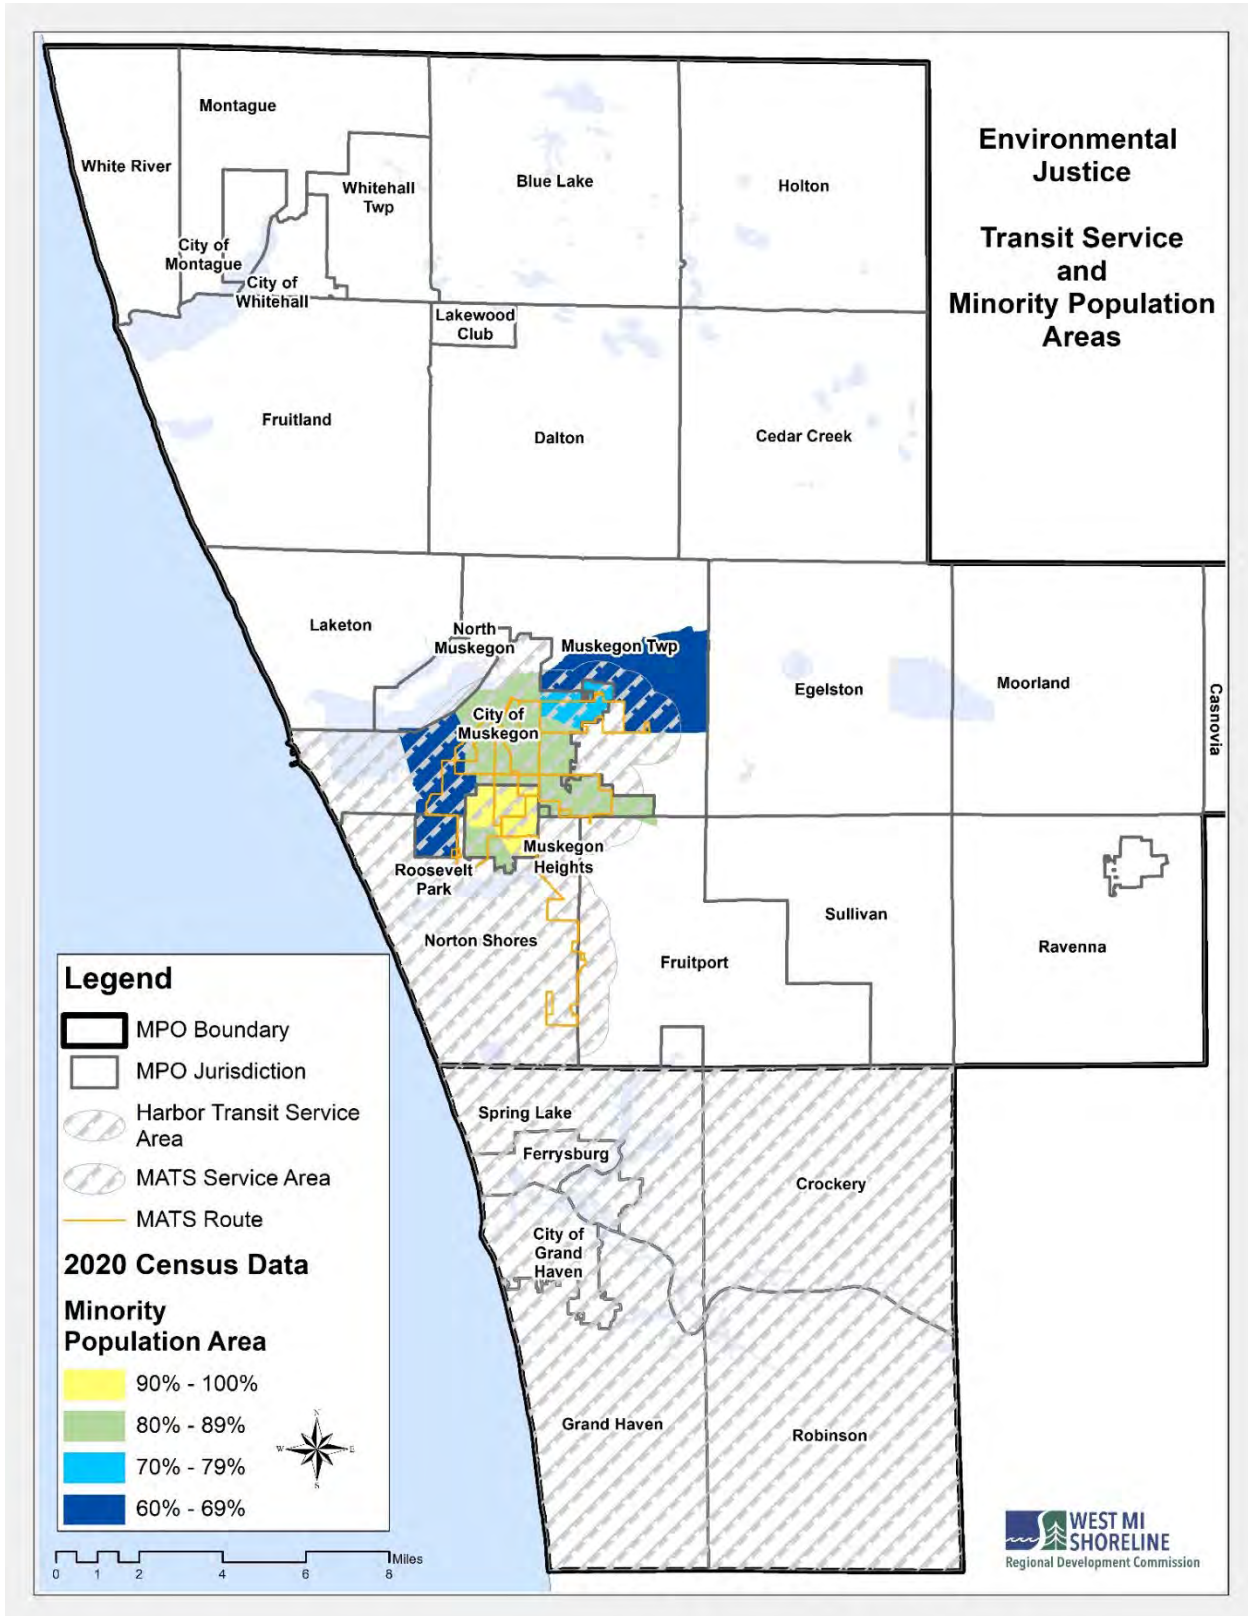 Environmental
Justice
Transit Service
and
Minority Population
Areas
Montague
White River
Whitehall
Twp
Blue Lake
Holton
City of
Montague
City of
Whitehall
Lakewood
Club
Fruitland
Dalton
Cedar Creek
Laketon
North
Muskegon
Muskegon Twp
Egelston
Moorland
Casnovia
City of
Muskegon
Muskegon
Heights
Roosevelt
Park
Norton Shores
Fruitport
Sullivan
Ravenna
Spring Lake
Ferrysburg
Crockery
City of
Grand
Haven
Grand Haven
Robinson
Legend
MPO Boundary
MPO Jurisdiction
Harbor Transit Service
Area
MATS Service Area
MATS Route
2020 Census Data
Minority
Population Area
90% - 100%
80% - 89%
70% - 79%
60% - 69%
N
W E
S
Miles
0 1 2 4 6 8
WEST MI
SHORELINE
Regional Development Commission